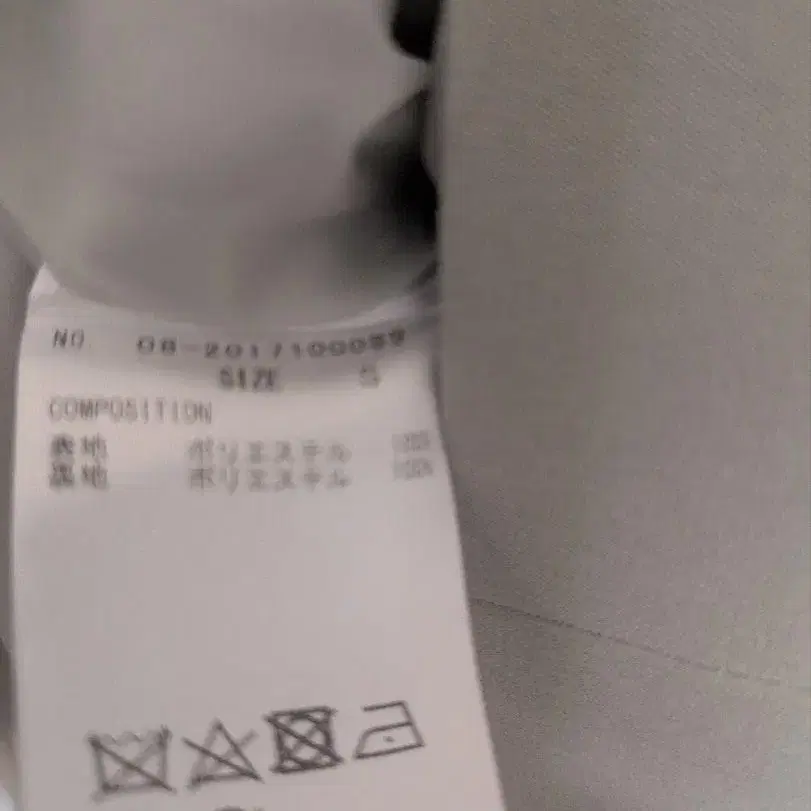 NO. 08-2017100099
SIZE S
COMPOSITION
表地 ポリエステル 100%
裏地 ポリエステル 100%